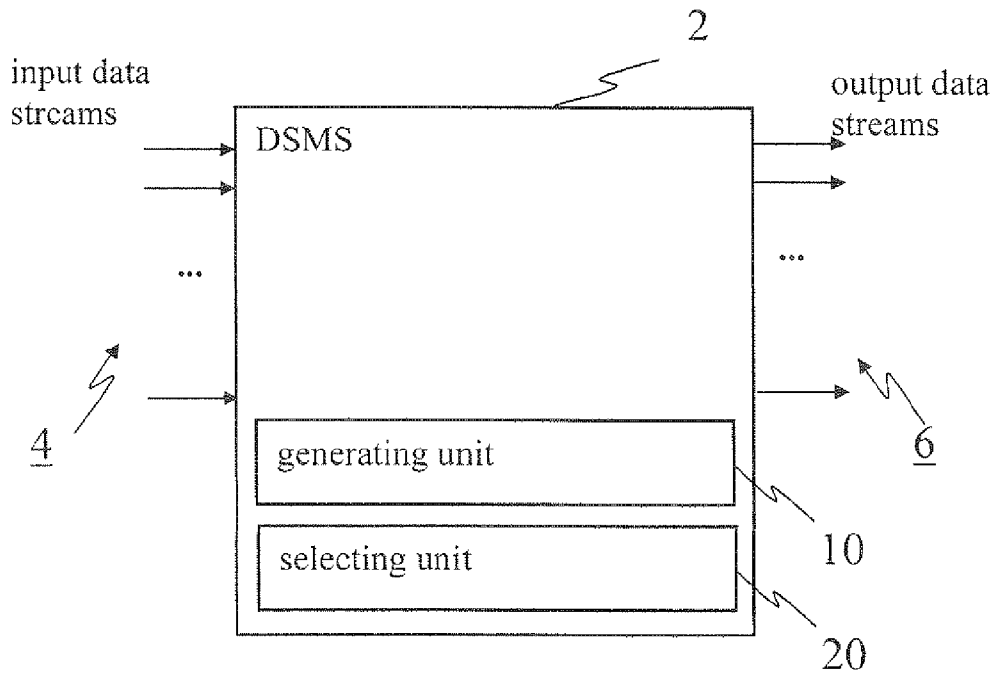 2
input data
streams
output data
streams
DSMS
...
...
4
6
generating unit
10
selecting unit
20